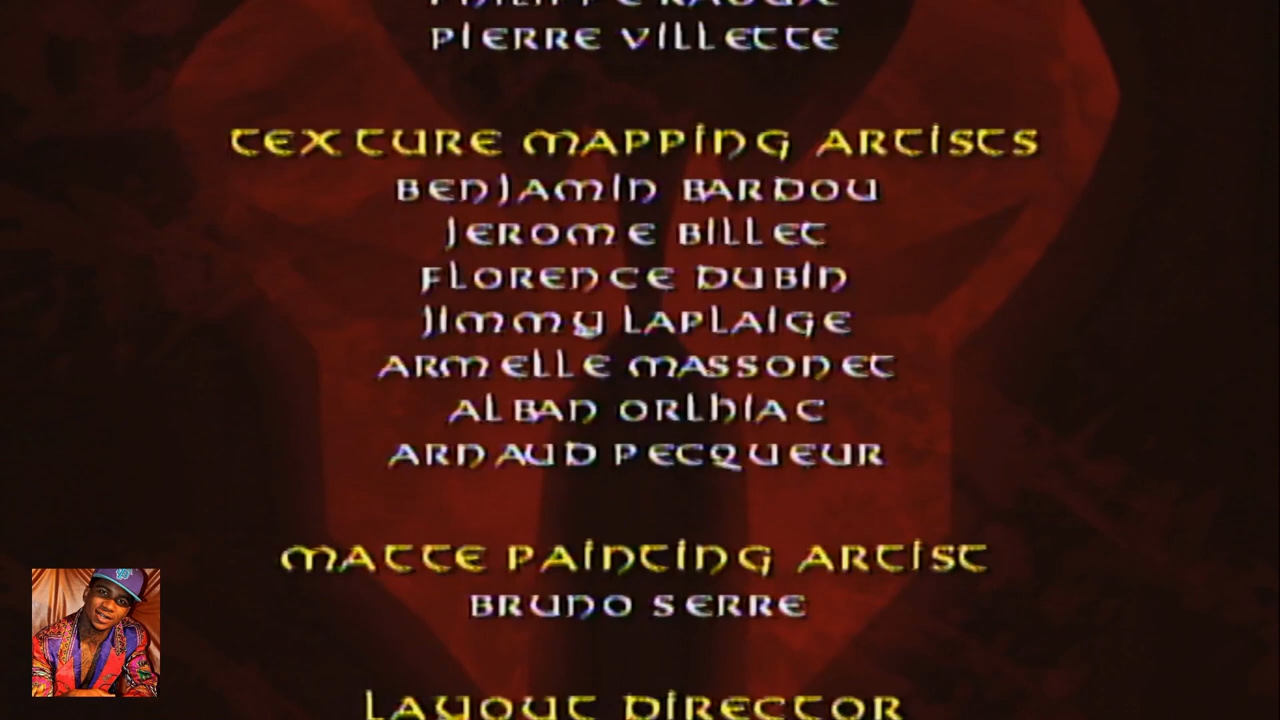 PIERRE VILLETTE
TEXTURE MAPPING ARTISTS
BENJAMIN BARDOU
JEROME BILLET
FLORENCE DUBIN
JIMMY LAPLAIGE
ARMELLE MASSONET
ALBAN ORLHIAC
ARNAUD PECQUEUR
MATTE PAINTING ARTIST
BRUNO SERRE
LAYOUT DIRECTOR